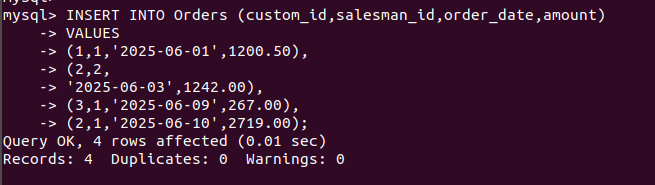 mysql> INSERT INTO Orders (custom_id,salesman_id,order_date,amount)
    -> VALUES
    -> (1,1,'2025-06-01',1200.50),
    -> (2,2,
    -> '2025-06-03',1242.00),
    -> (3,1,'2025-06-09',267.00),
    -> (2,1,'2025-06-10',2719.00);
Query OK, 4 rows affected (0.01 sec)
Records: 4  Duplicates: 0  Warnings: 0